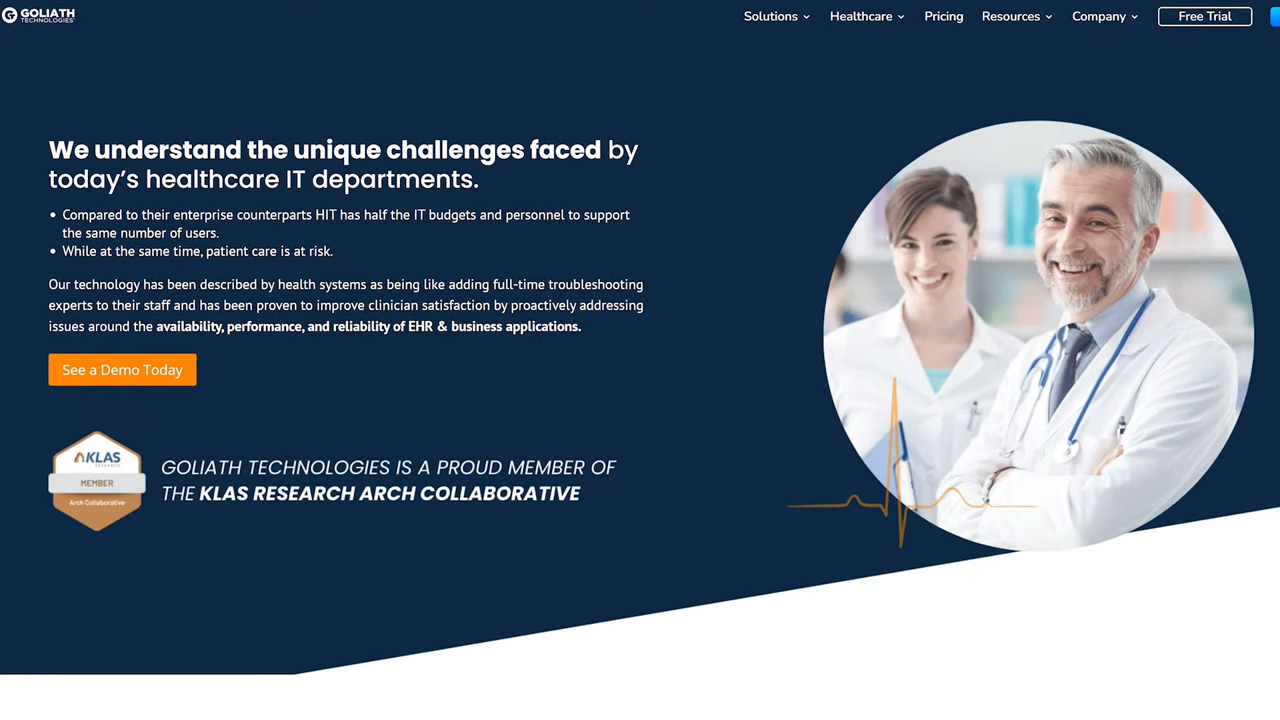 GOLIATH
TECHNOLOGIES
Solutions Healthcare Pricing Resources Company Free Trial
We understand the unique challenges faced by
today's healthcare IT departments.
• Compared to their enterprise counterparts HIT has half the IT budgets and personnel to support
the same number of users.
• While at the same time, patient care is at risk.
Our technology has been described by health systems as being like adding full-time troubleshooting
experts to their staff and has been proven to improve clinician satisfaction by proactively addressing
issues around the availability, performance, and reliability of EHR & business applications.
See a Demo Today
KLAS
RESEARCH
MEMBER
Arch Collaborative
GOLIATH TECHNOLOGIES IS A PROUD MEMBER OF
THE KLAS RESEARCH ARCH COLLABORATIVE